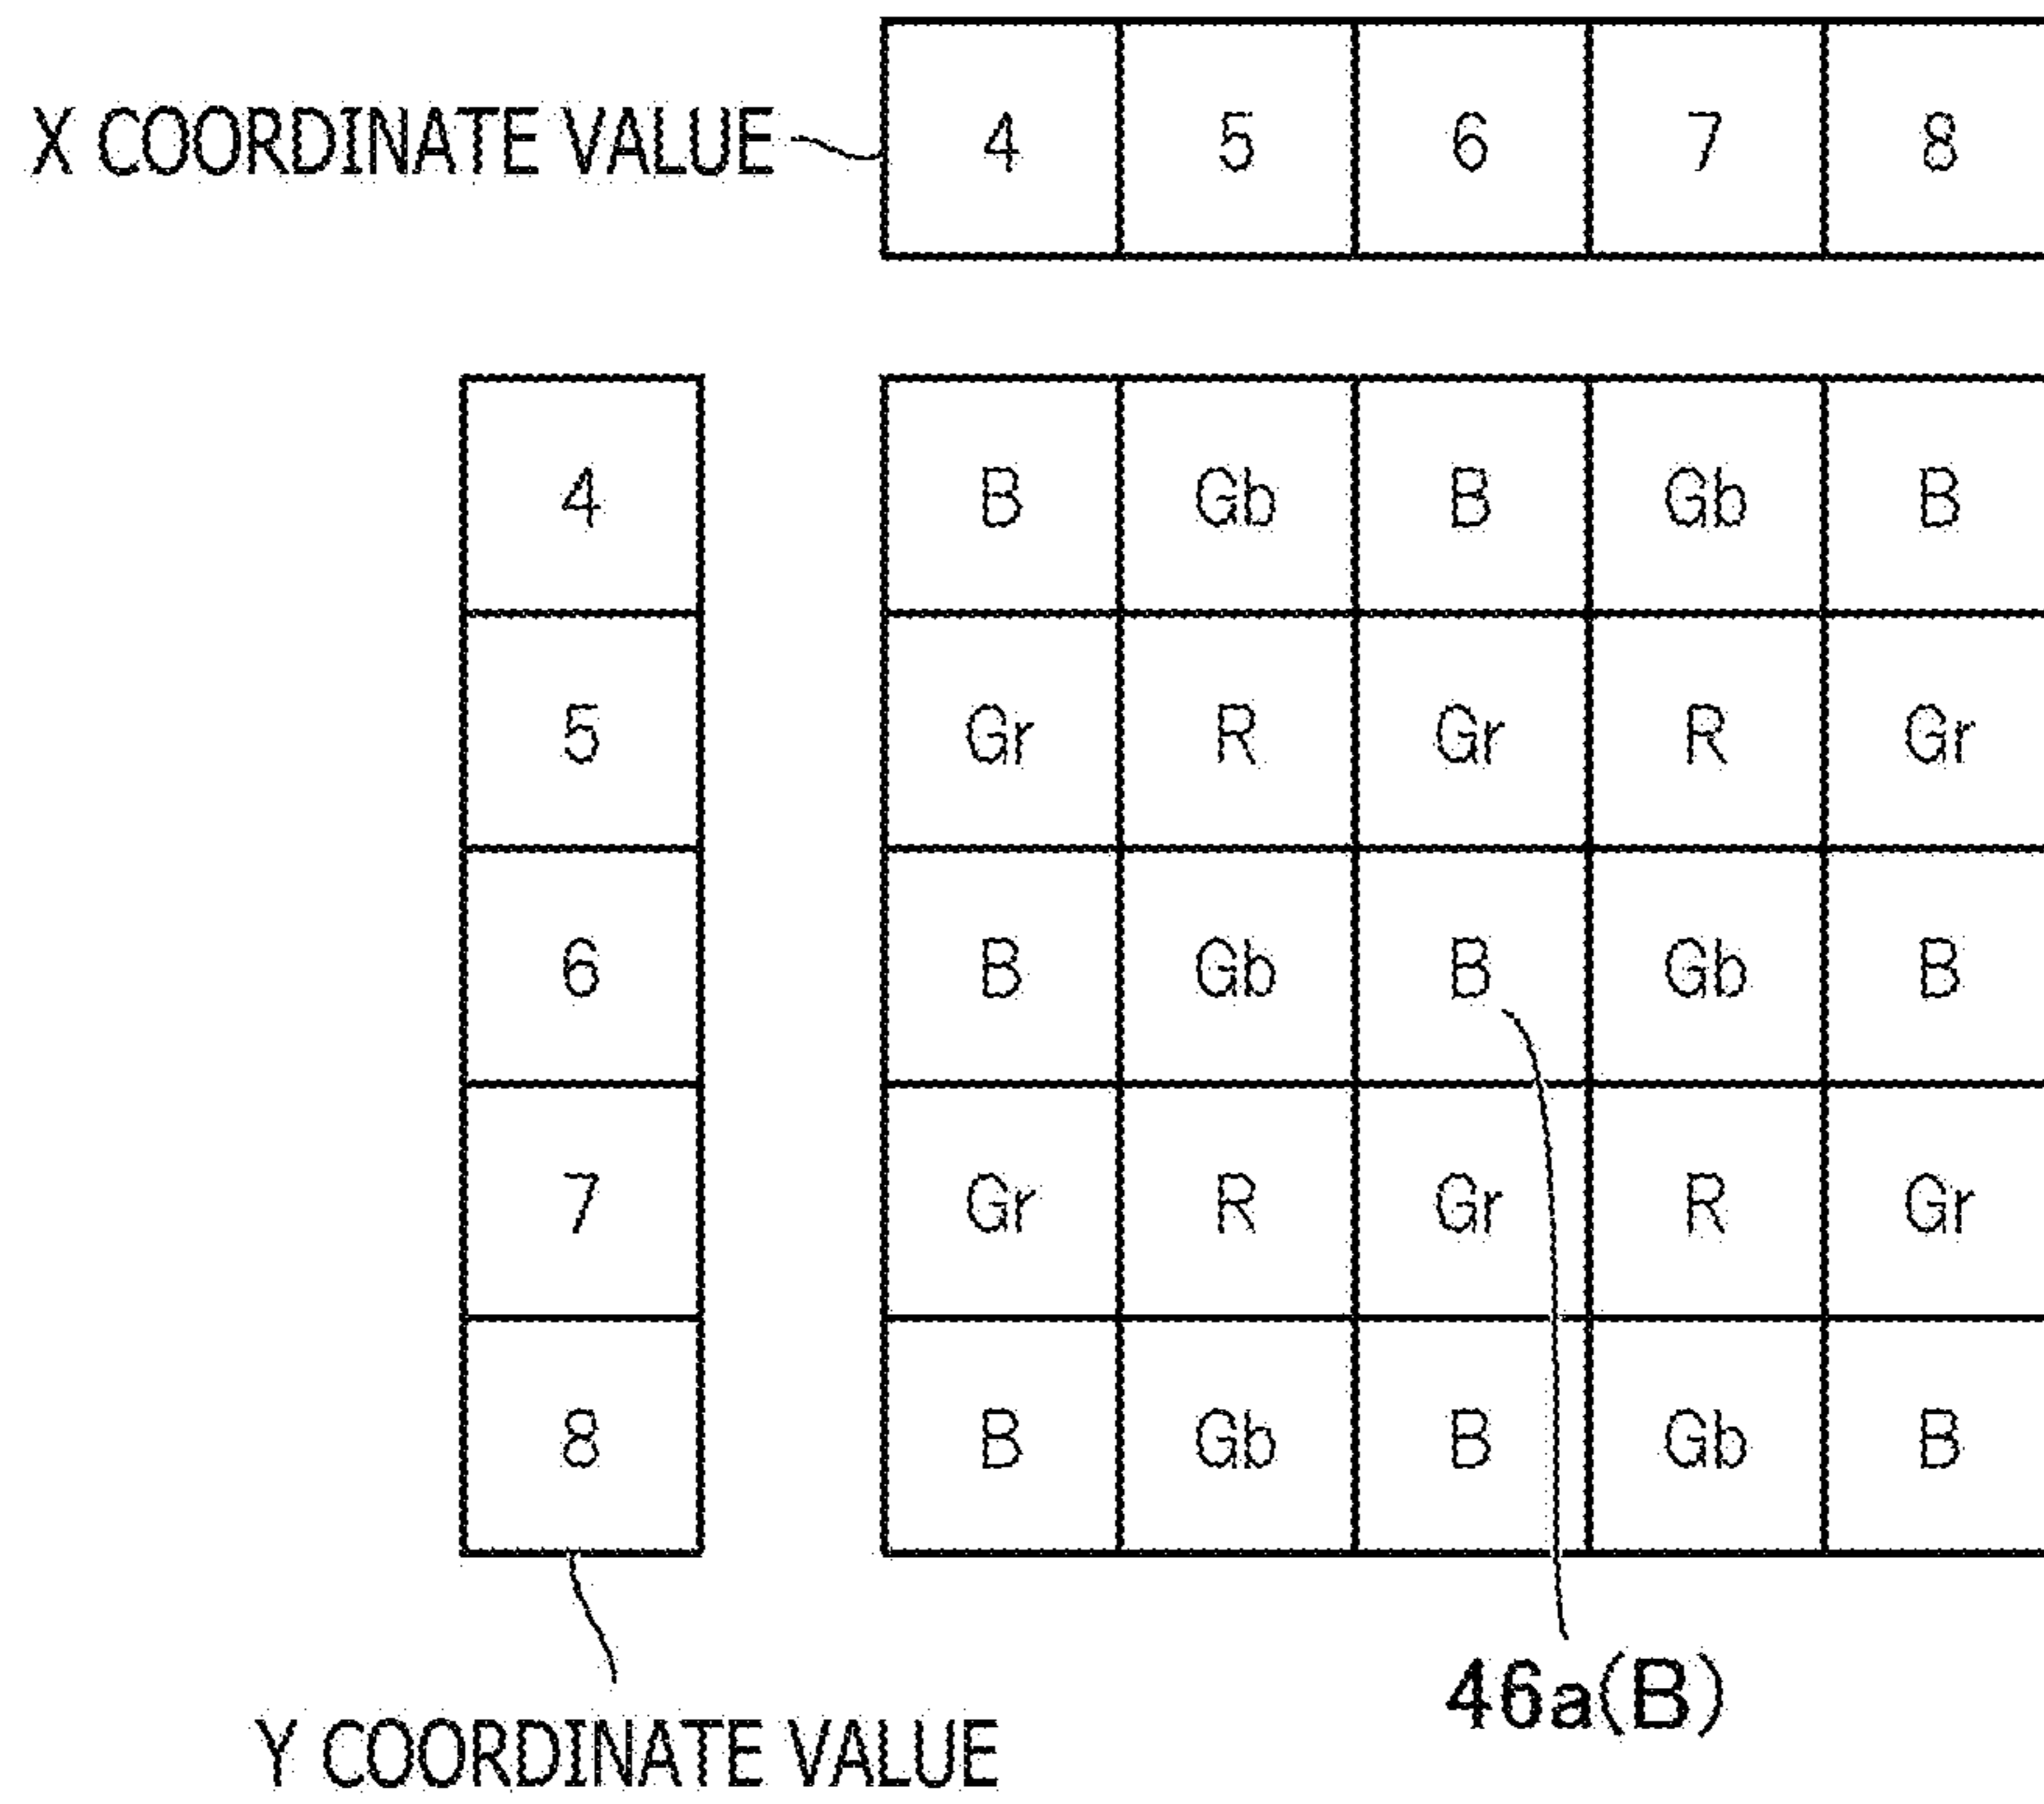 X COORDINATE VALUE 4 5 6 7 8
4 B Gb B Gb B
5 Gr R Gr R Gr
6 B Gb B Gb B
7 Gr R Gr R Gr
8 B Gb B Gb B
46a(B)
Y COORDINATE VALUE